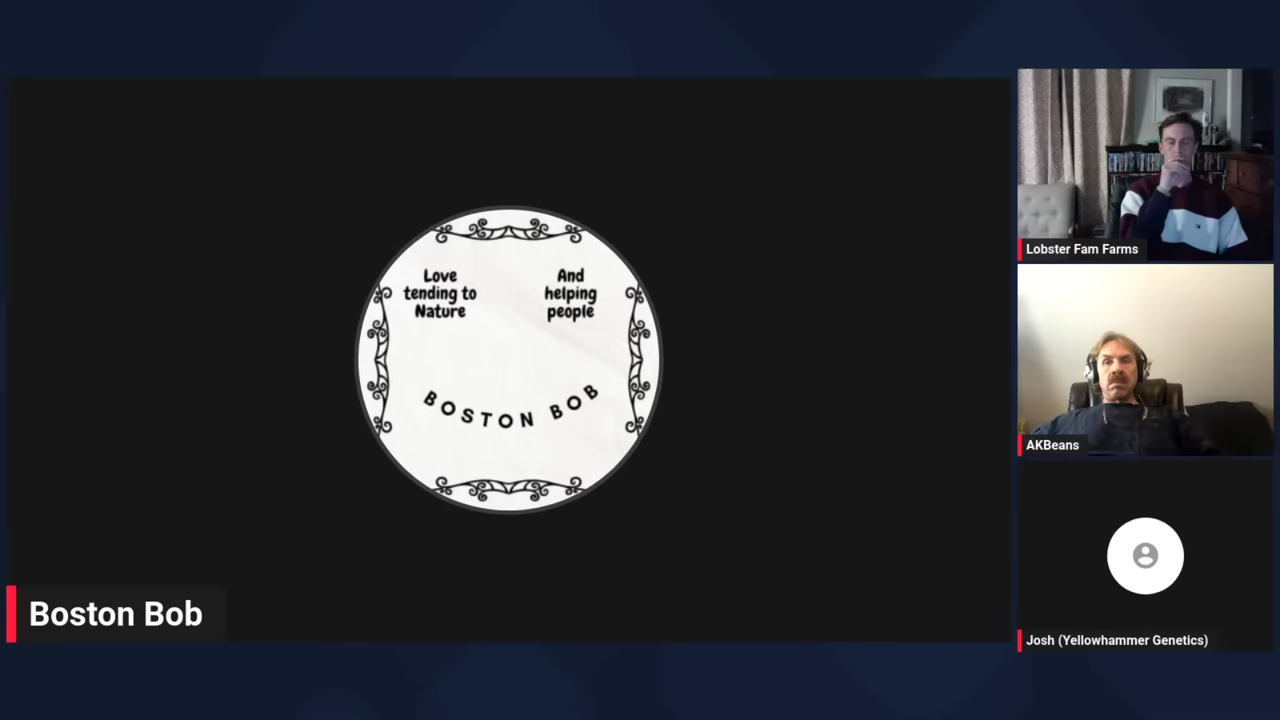 Love
tending to
Nature
And
helping
people
BOSTON BOB
Boston Bob
Lobster Fam Farms
AKBeans
Josh (Yellowhammer Genetics)